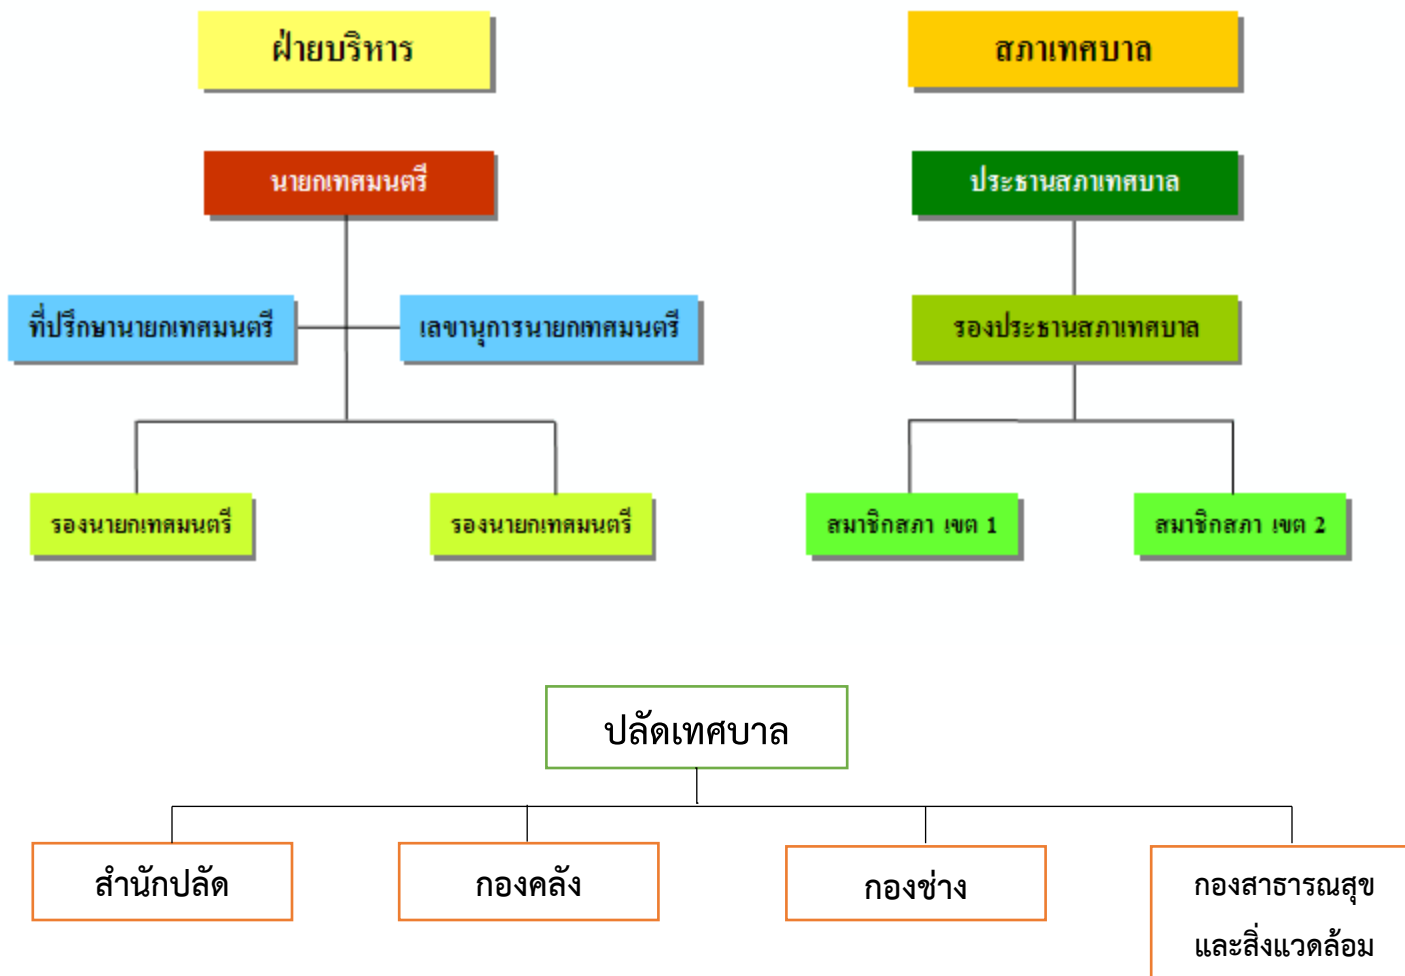 ฝ่ายบริหาร
สภาเทศบาล
นายกเทศมนตรี
ประธานสภาเทศบาล
ที่ปรึกษานายกเทศมนตรี
เลขานุการนายกเทศมนตรี
รองประธานสภาเทศบาล
รองนายกเทศมนตรี
รองนายกเทศมนตรี
สมาชิกสภา เขต 1
สมาชิกสภา เขต 2
ปลัดเทศบาล
สำนักปลัด
กองคลัง
กองช่าง
กองสาธารณสุข
และสิ่งแวดล้อม